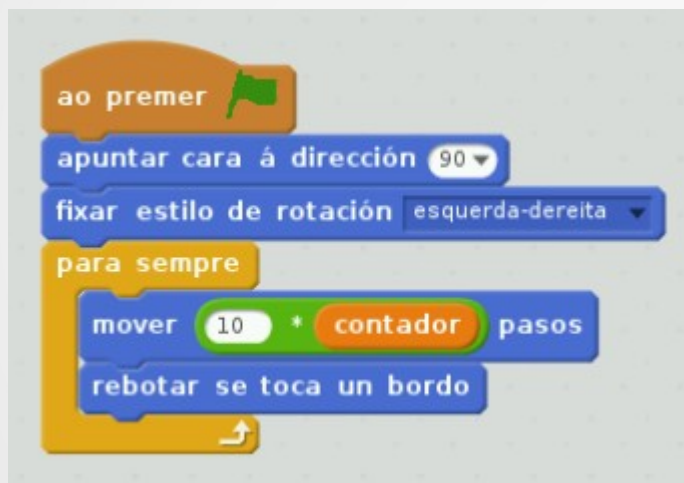 ao premer
apuntar cara á dirección 90
fixar estilo de rotación esquerda-dereita
para sempre
mover 10 * contador pasos
rebotar se toca un bordo